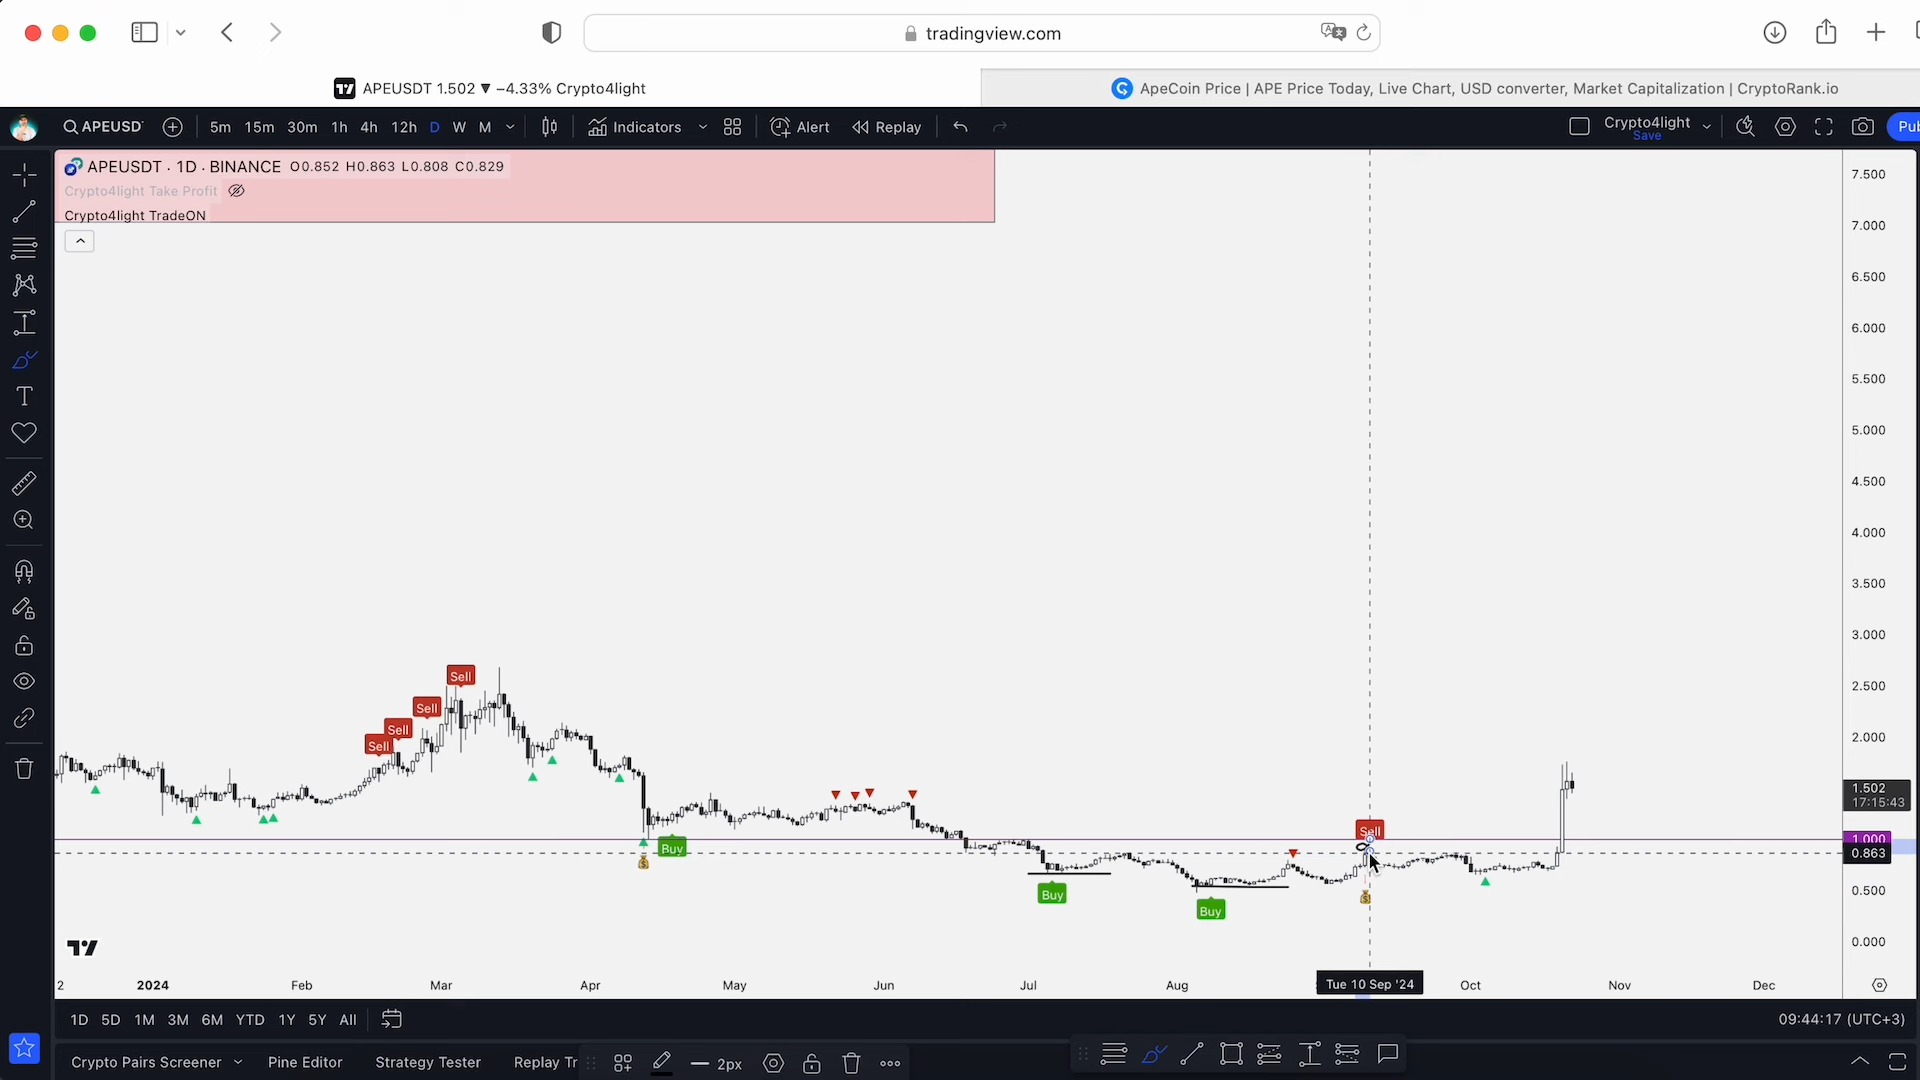 tradingview.com
APEUSDT 1.502 ▼ −4.33% Crypto4light
ApeCoin Price | APE Price Today, Live Chart, USD converter, Market Capitalization | CryptoRank.io
APEUSD
5m 15m 30m 1h 4h 12h D W M
Indicators
Alert
Replay
Crypto4light
Save
Pub
APEUSDT · 1D · BINANCE O0.852 H0.863 L0.808 C0.829
Crypto4light Take Profit
Crypto4light TradeON
7.500
7.000
6.500
6.000
5.500
5.000
4.500
4.000
3.500
3.000
2.500
2.000
1.502
17:15:43
1.000
0.863
0.500
0.000
Sell
Sell
Sell
Sell
Buy
Buy
Buy
Sell
2 2024 Feb Mar Apr May Jun Jul Aug Tue 10 Sep '24 Oct Nov Dec
1D 5D 1M 3M 6M YTD 1Y 5Y All
09:44:17 (UTC+3)
Crypto Pairs Screener
Pine Editor
Strategy Tester
Replay Tr
2px